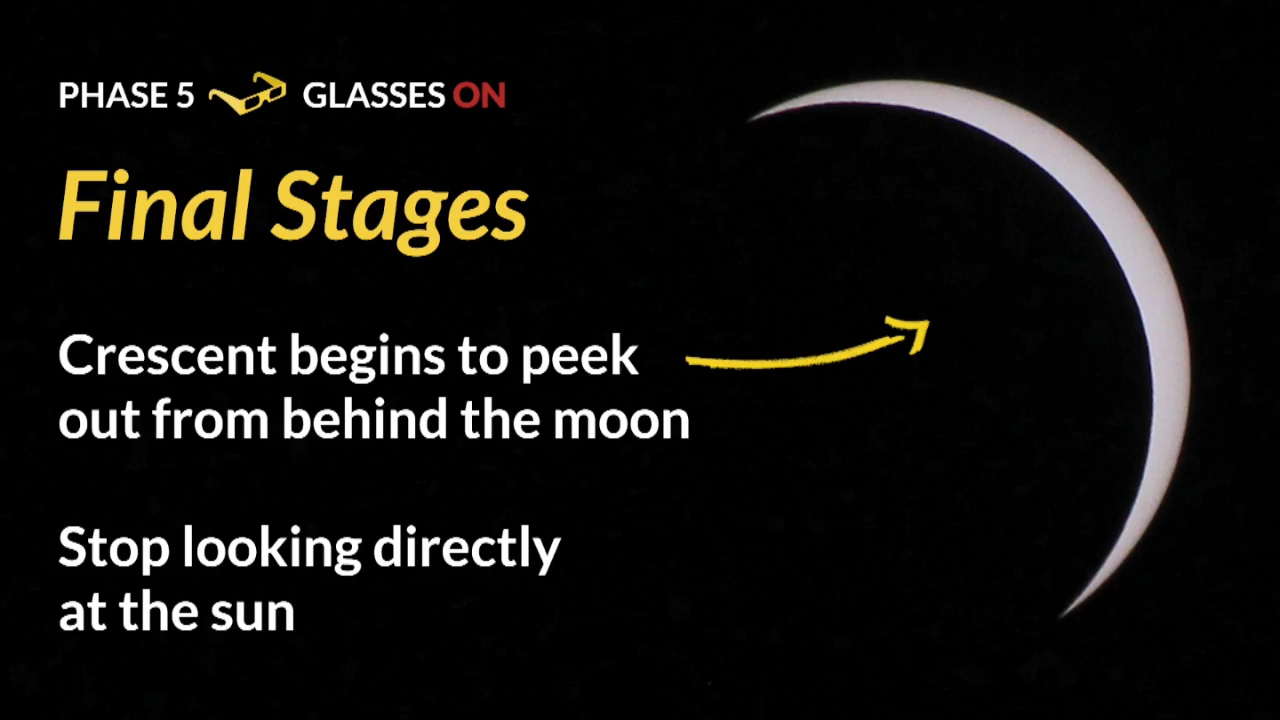 PHASE 5 GLASSES ON
Final Stages
Crescent begins to peek
out from behind the moon
Stop looking directly
at the sun